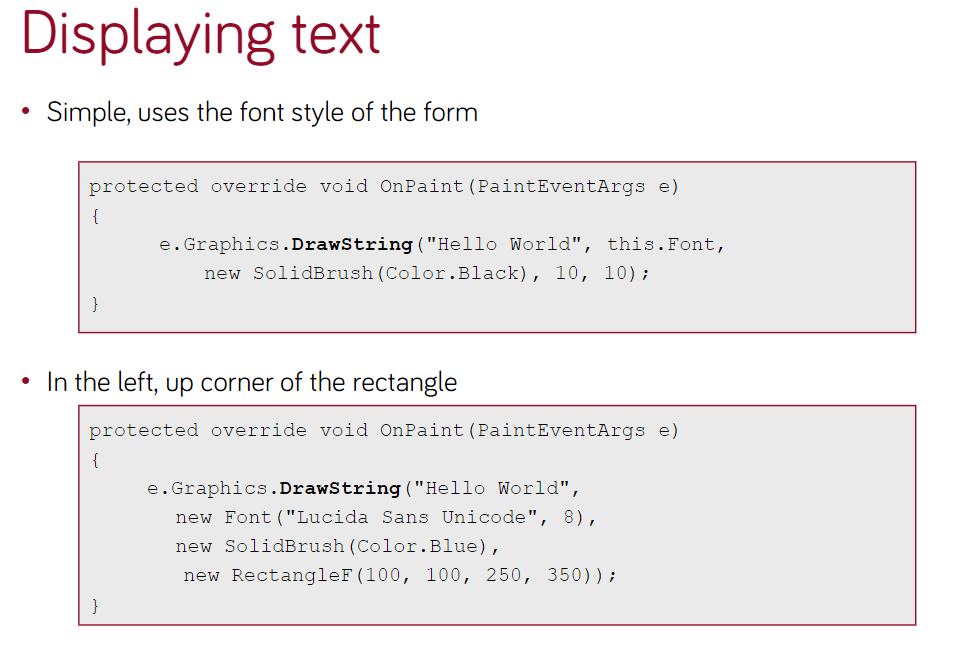 Displaying text
• Simple, uses the font style of the form
protected override void OnPaint(PaintEventArgs e)
{
e.Graphics.DrawString("Hello World", this.Font,
new SolidBrush(Color.Black), 10, 10);
}
• In the left, up corner of the rectangle
protected override void OnPaint(PaintEventArgs e)
{
e.Graphics.DrawString("Hello World",
new Font("Lucida Sans Unicode", 8),
new SolidBrush(Color.Blue),
new RectangleF(100, 100, 250, 350));
}